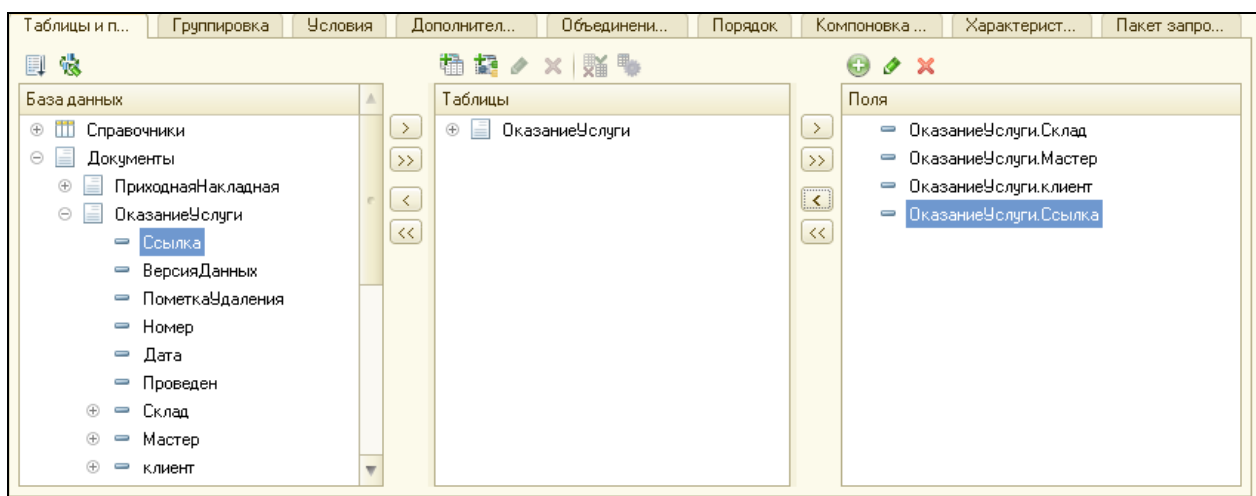 Таблицы и п... Группировка Условия Дополнител... Объединени... Порядок Компоновка ... Характерист... Пакет запро...
База данных
Справочники
Документы
ПриходнаяНакладная
ОказаниеУслуги
Ссылка
ВерсияДанных
ПометкаУдаления
Номер
Дата
Проведен
Склад
Мастер
клиент
>
>>
<
<<
Таблицы
ОказаниеУслуги
>
>>
<
<<
Поля
ОказаниеУслуги.Склад
ОказаниеУслуги.Мастер
ОказаниеУслуги.клиент
ОказаниеУслуги.Ссылка